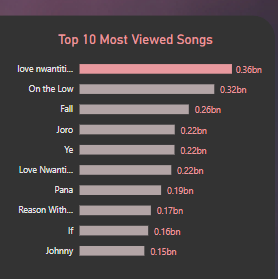 Top 10 Most Viewed Songs
love nwantiti... 0.36bn
On the Low 0.32bn
Fall 0.26bn
Joro 0.22bn
Ye 0.22bn
Love Nwanti... 0.22bn
Pana 0.19bn
Reason With... 0.17bn
If 0.16bn
Johnny 0.15bn